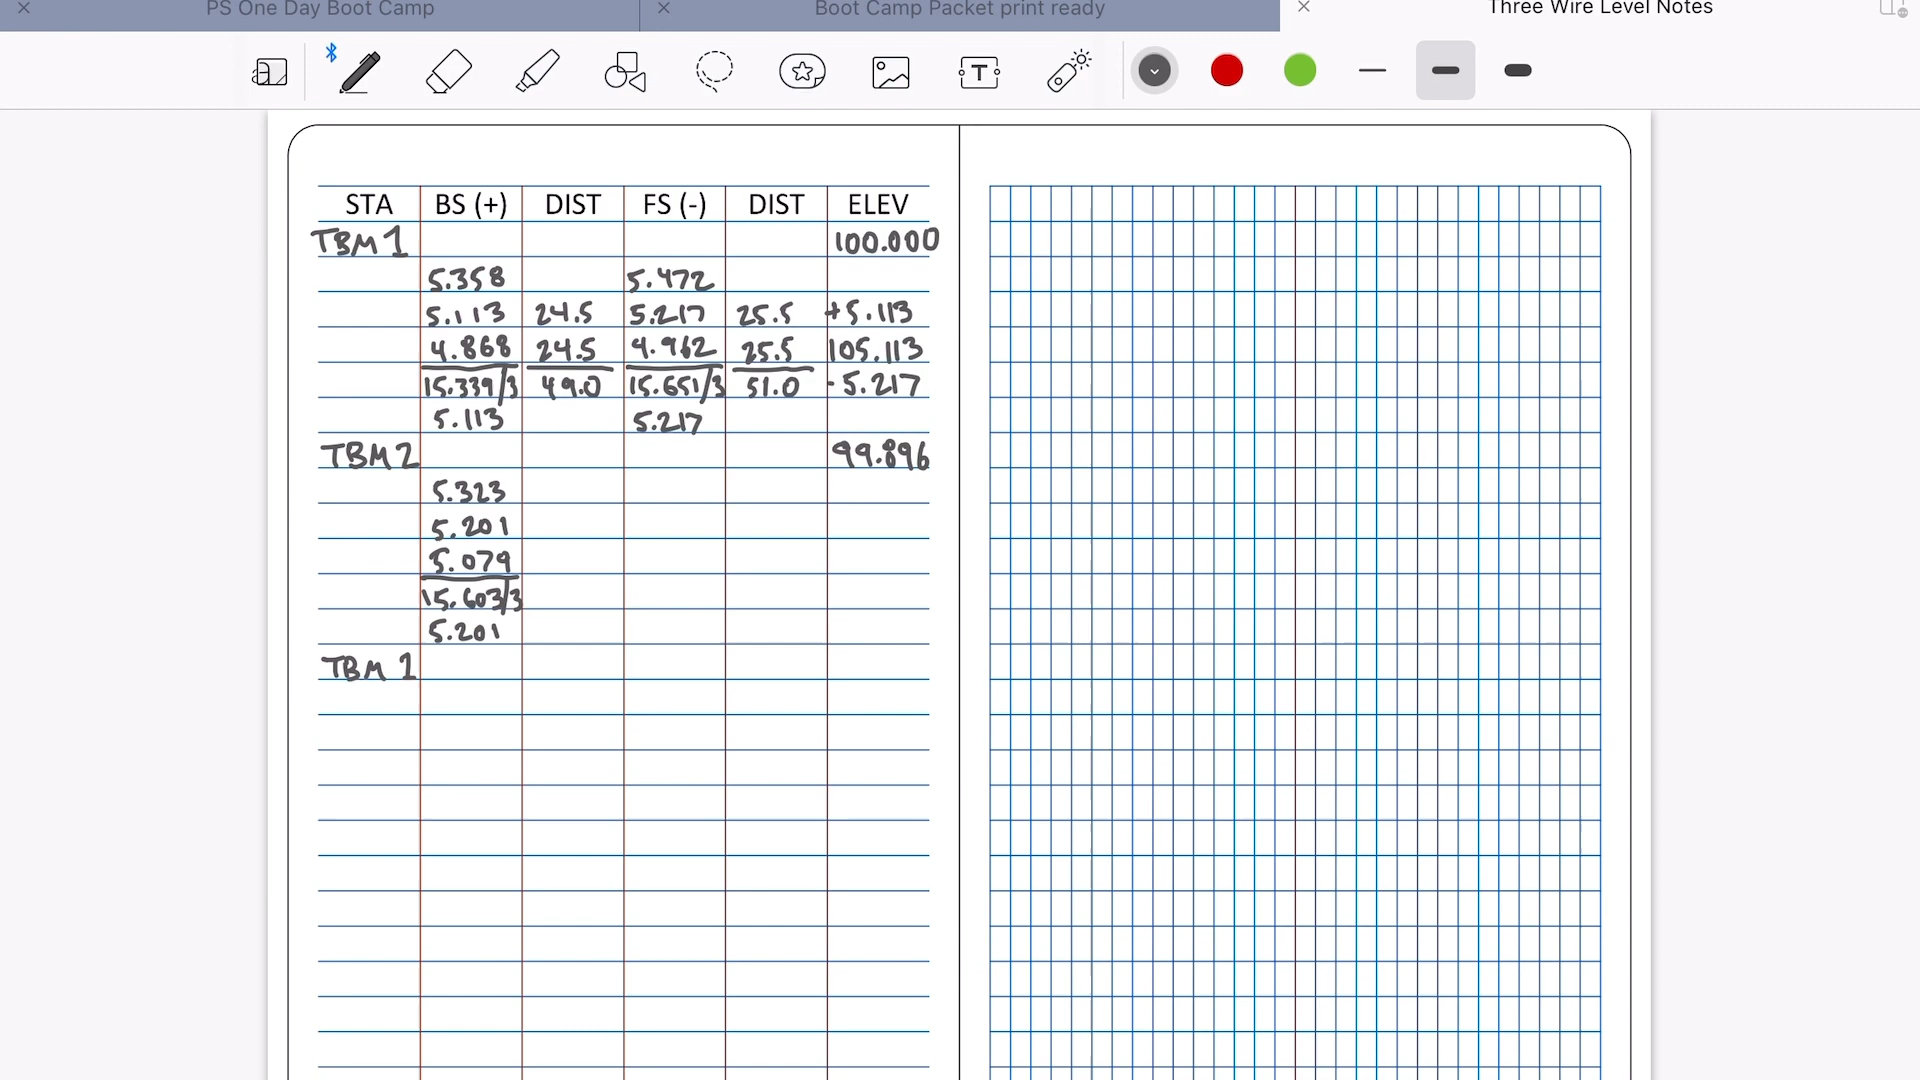 PS One Day Boot Camp Boot Camp Packet print ready Three Wire Level Notes
T
STA BS (+) DIST FS (-) DIST ELEV
TBM 1 100.000
5.358 5.472
5.113 24.5 5.217 25.5 +5.113
4.868 24.5 4.962 25.5 105.113
15.339/3 49.0 15.651/3 51.0 -5.217
5.113 5.217
TBM 2 99.896
5.323
5.201
5.079
15.603/3
5.201
TBM 1